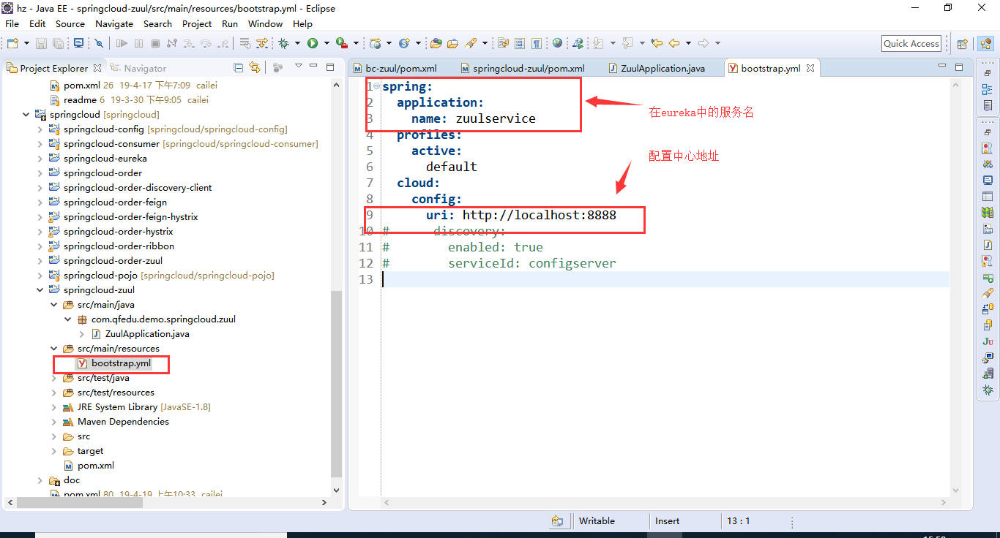 hz - Java EE - springcloud-zuul/src/main/resources/bootstrap.yml - Eclipse
File Edit Source Navigate Search Project Run Window Help
Quick Access
Project Explorer
Navigator
pom.xml 26 19-4-17 下午7:09 cailei
readme 6 19-3-30 下午9:05 cailei
springcloud [springcloud]
springcloud-config [springcloud/springcloud-config]
springcloud-consumer [springcloud/springcloud-consumer]
springcloud-eureka
springcloud-order
springcloud-order-discovery-client
springcloud-order-feign
springcloud-order-feign-hystrix
springcloud-order-hystrix
springcloud-order-ribbon
springcloud-order-zuul
springcloud-pojo [springcloud/springcloud-pojo]
springcloud-zuul
src/main/java
com.qfedu.demo.springcloud.zuul
ZuulApplication.java
src/main/resources
bootstrap.yml
src/test/java
src/test/resources
JRE System Library [JavaSE-1.8]
Maven Dependencies
src
target
pom.xml
doc
pom.xml 80 19-4-19 上午10:33 cailei
bc-zuul/pom.xml
springcloud-zuul/pom.xml
ZuulApplication.java
bootstrap.yml
1 spring:
2   application:
3     name: zuulservice
4   profiles:
5     active:
6       default
7   cloud:
8     config:
9       uri: http://localhost:8888
10 #      discovery:
11 #        enabled: true
12 #        serviceId: configserver
13
在eureka中的服务名
配置中心地址
Writable
Insert
13 : 1